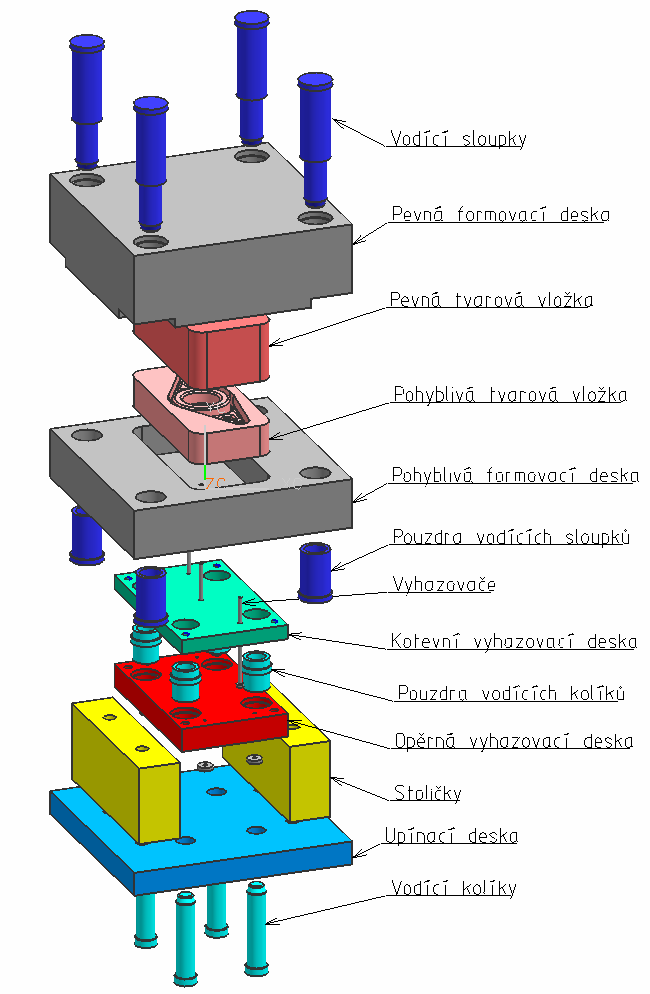 Vodící sloupky
Pevná formovací deska
Pevná tvarová vložka
Pohyblivá tvarová vložka
Pohyblivá formovací deska
ZC
Pouzdra vodících sloupků
Vyhazovače
Kotevní vyhazovací deska
Pouzdra vodících kolíků
Opěrná vyhazovací deska
Stoličky
Upínací deska
Vodící kolíky